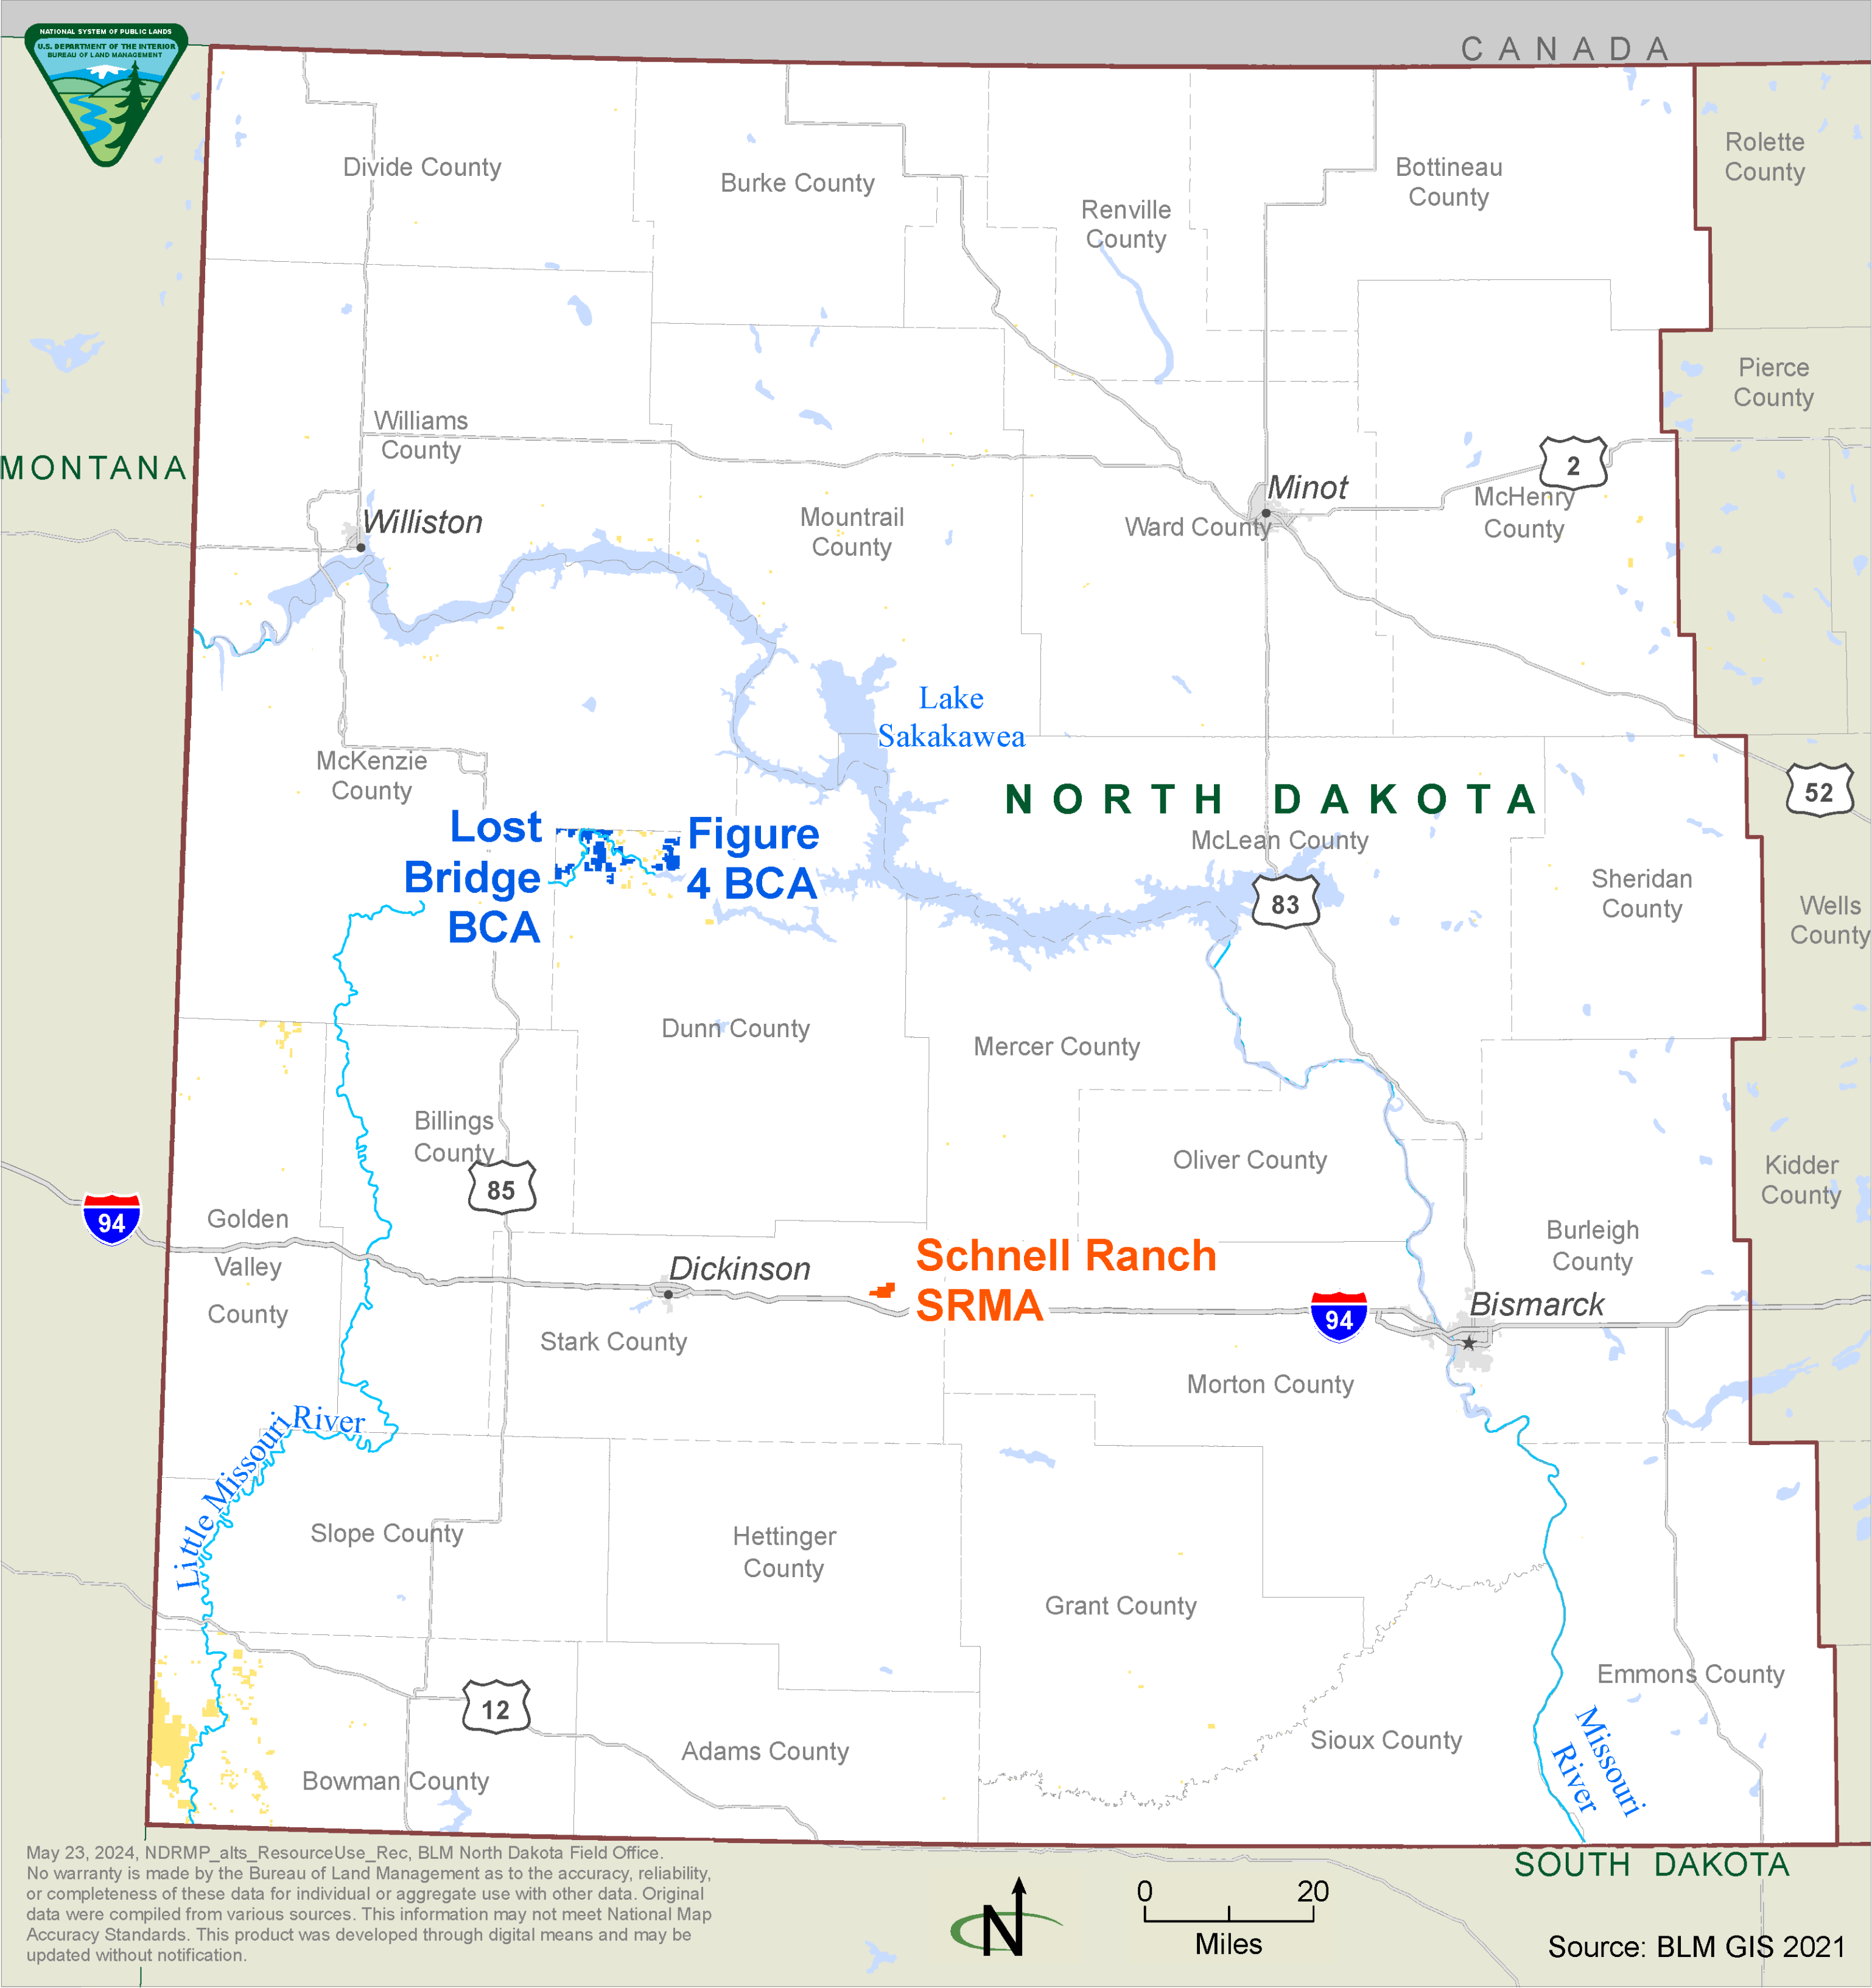 NATIONAL SYSTEM OF PUBLIC LANDS
U.S. DEPARTMENT OF THE INTERIOR
BUREAU OF LAND MANAGEMENT
CANADA
Divide County
Burke County
Renville
County
Bottineau
County
Rolette
County
Pierce
County
MONTANA
Williams
County
Williston
Mountrail
County
Minot
Ward County
2
McHenry
County
Lake
Sakakawea
McKenzie
County
NORTH DAKOTA
52
Lost
Bridge
BCA
Figure
4 BCA
McLean County
83
Sheridan
County
Wells
County
Dunn County
Mercer County
Billings
County
85
Oliver County
Kidder
County
94
Golden
Valley
County
Burleigh
County
Dickinson
Schnell Ranch
SRMA
94
Bismarck
Stark County
Morton County
Little Missouri River
Slope County
Hettinger
County
Grant County
Emmons County
12
Adams County
Sioux County
Missouri
River
Bowman County
May 23, 2024, NDRMP_alts_ResourceUse_Rec, BLM North Dakota Field Office.
No warranty is made by the Bureau of Land Management as to the accuracy, reliability,
or completeness of these data for individual or aggregate use with other data. Original
data were compiled from various sources. This information may not meet National Map
Accuracy Standards. This product was developed through digital means and may be
updated without notification.
N
0 20
Miles
SOUTH DAKOTA
Source: BLM GIS 2021